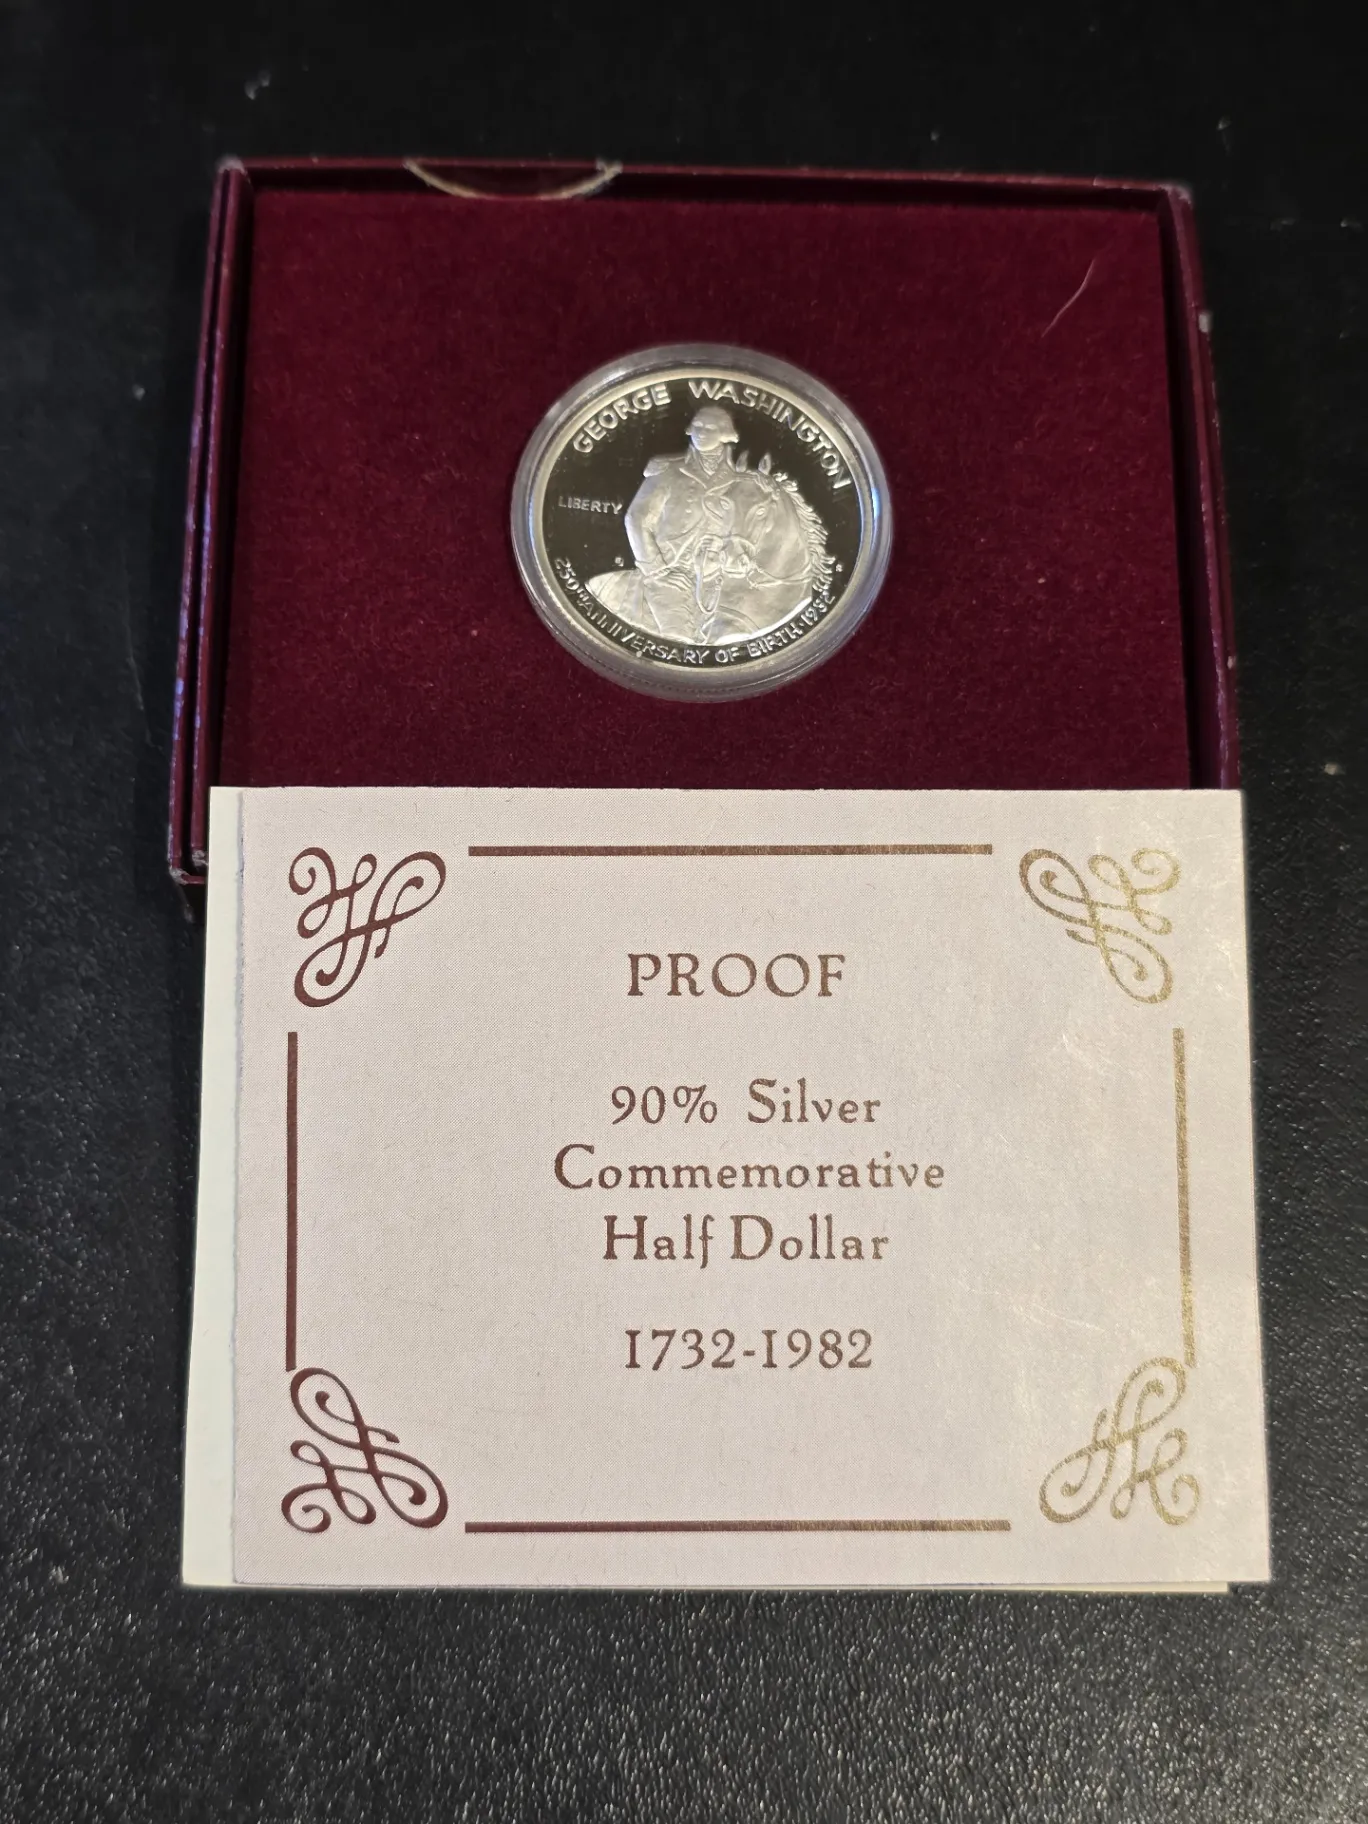 GEORGE WASHINGTON
LIBERTY
250TH ANNIVERSARY OF BIRTH·1982
PROOF
90% Silver
Commemorative
Half Dollar
1732-1982